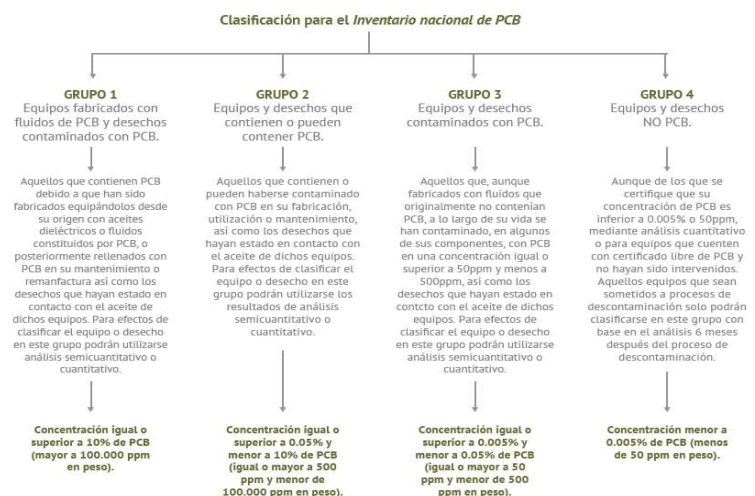 Clasificación para el Inventario nacional de PCB
GRUPO 1
Equipos fabricados con
fluidos de PCB y desechos
contaminados con PCB.
Aquellos que contienen PCB
debido a que han sido
fabricados equipándolos desde
su origen con aceites
dieléctricos o fluidos
constituidos por PCB, o
posteriormente rellenados con
PCB en su mantenimiento o
remanfactura así como los
desechos que hayan estado en
contacto con el aceite de
dichos equipos. Para efectos de
clasificar el equipo o desecho
en este grupo podrán utilizarse
análisis semicuantitativo o
cuantitativo.
Concentración igual o
superior a 10% de PCB
(mayor a 100.000 ppm
en peso).
GRUPO 2
Equipos y desechos que
contienen o pueden
contener PCB.
Aquellos que contienen o
pueden haberse contaminado
con PCB en su fabricación,
utilización o mantenimiento,
así como los desechos que
hayan estado en contacto con
el aceite de dichos equipos.
Para efectos de clasificar el
equipo o desecho en este
grupo podrán utilizarse los
resultados de análisis
semicuantitativo o
cuantitativo.
Concentración igual o
superior a 0.05% y
menor a 10% de PCB
(igual o mayor a 500
ppm y menor de
100.000 ppm en peso).
GRUPO 3
Equipos y desechos
contaminados con PCB.
Aquellos que, aunque
fabricados con fluidos que
originalmente no contenían
PCB, a lo largo de su vida se
han contaminado, en algunos
de sus componentes, con PCB
en una concentración igual o
superior a 50ppm y menos a
500ppm, así como los
desechos que hayan estado en
contcto con el aceite de dichos
equipos. Para efectos de
clasificar el equipo o desecho
en este grupo podrán utilizarse
análisis semicuantitativo o
cuantitativo.
Concentración igual o
superior a 0.005% y
menor a 0.05% de PCB
(igual o mayor a 50
ppm y menor de 500
ppm en peso).
GRUPO 4
Equipos y desechos
NO PCB.
Aunque de los que se
certifique que su
concentración de PCB es
inferior a 0.005% o 50ppm,
mediante análisis cuantitativo
o para equipos que cuenten
con certificado libre de PCB y
no hayan sido intervenidos.
Aquellos equipos que sean
sometidos a procesos de
descontaminación solo podrán
clasificarse en este grupo con
base en el análisis 6 meses
después del proceso de
descontaminación.
Concentración menor a
0.005% de PCB (menos
de 50 ppm en peso).